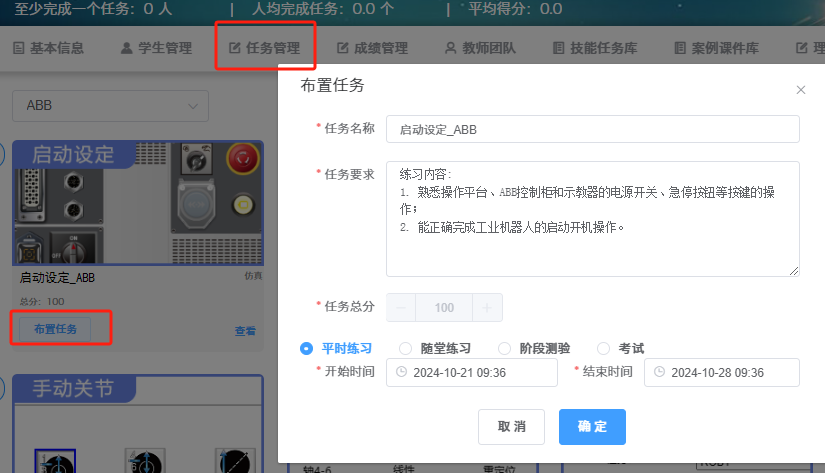 至少完成一个任务：0 人 | 人均完成任务：0.0 个 | 平均得分：0.0
基本信息 学生管理 任务管理 成绩管理 教师团队 技能任务库 案例课件库 理
ABB
布置任务
任务名称 启动设定_ABB
任务要求 练习内容:
1. 熟悉操作平台、ABB控制柜和示教器的电源开关、急停按钮等按键的操
作；
2. 能正确完成工业机器人的启动开机操作。
任务总分 100
平时练习 随堂练习 阶段测验 考试
开始时间 2024-10-21 09:36 结束时间 2024-10-28 09:36
取 消 确 定
启动设定
启动设定_ABB 仿真
总分: 100
布置任务 查看
手动关节
轴4-6 线性 重定位